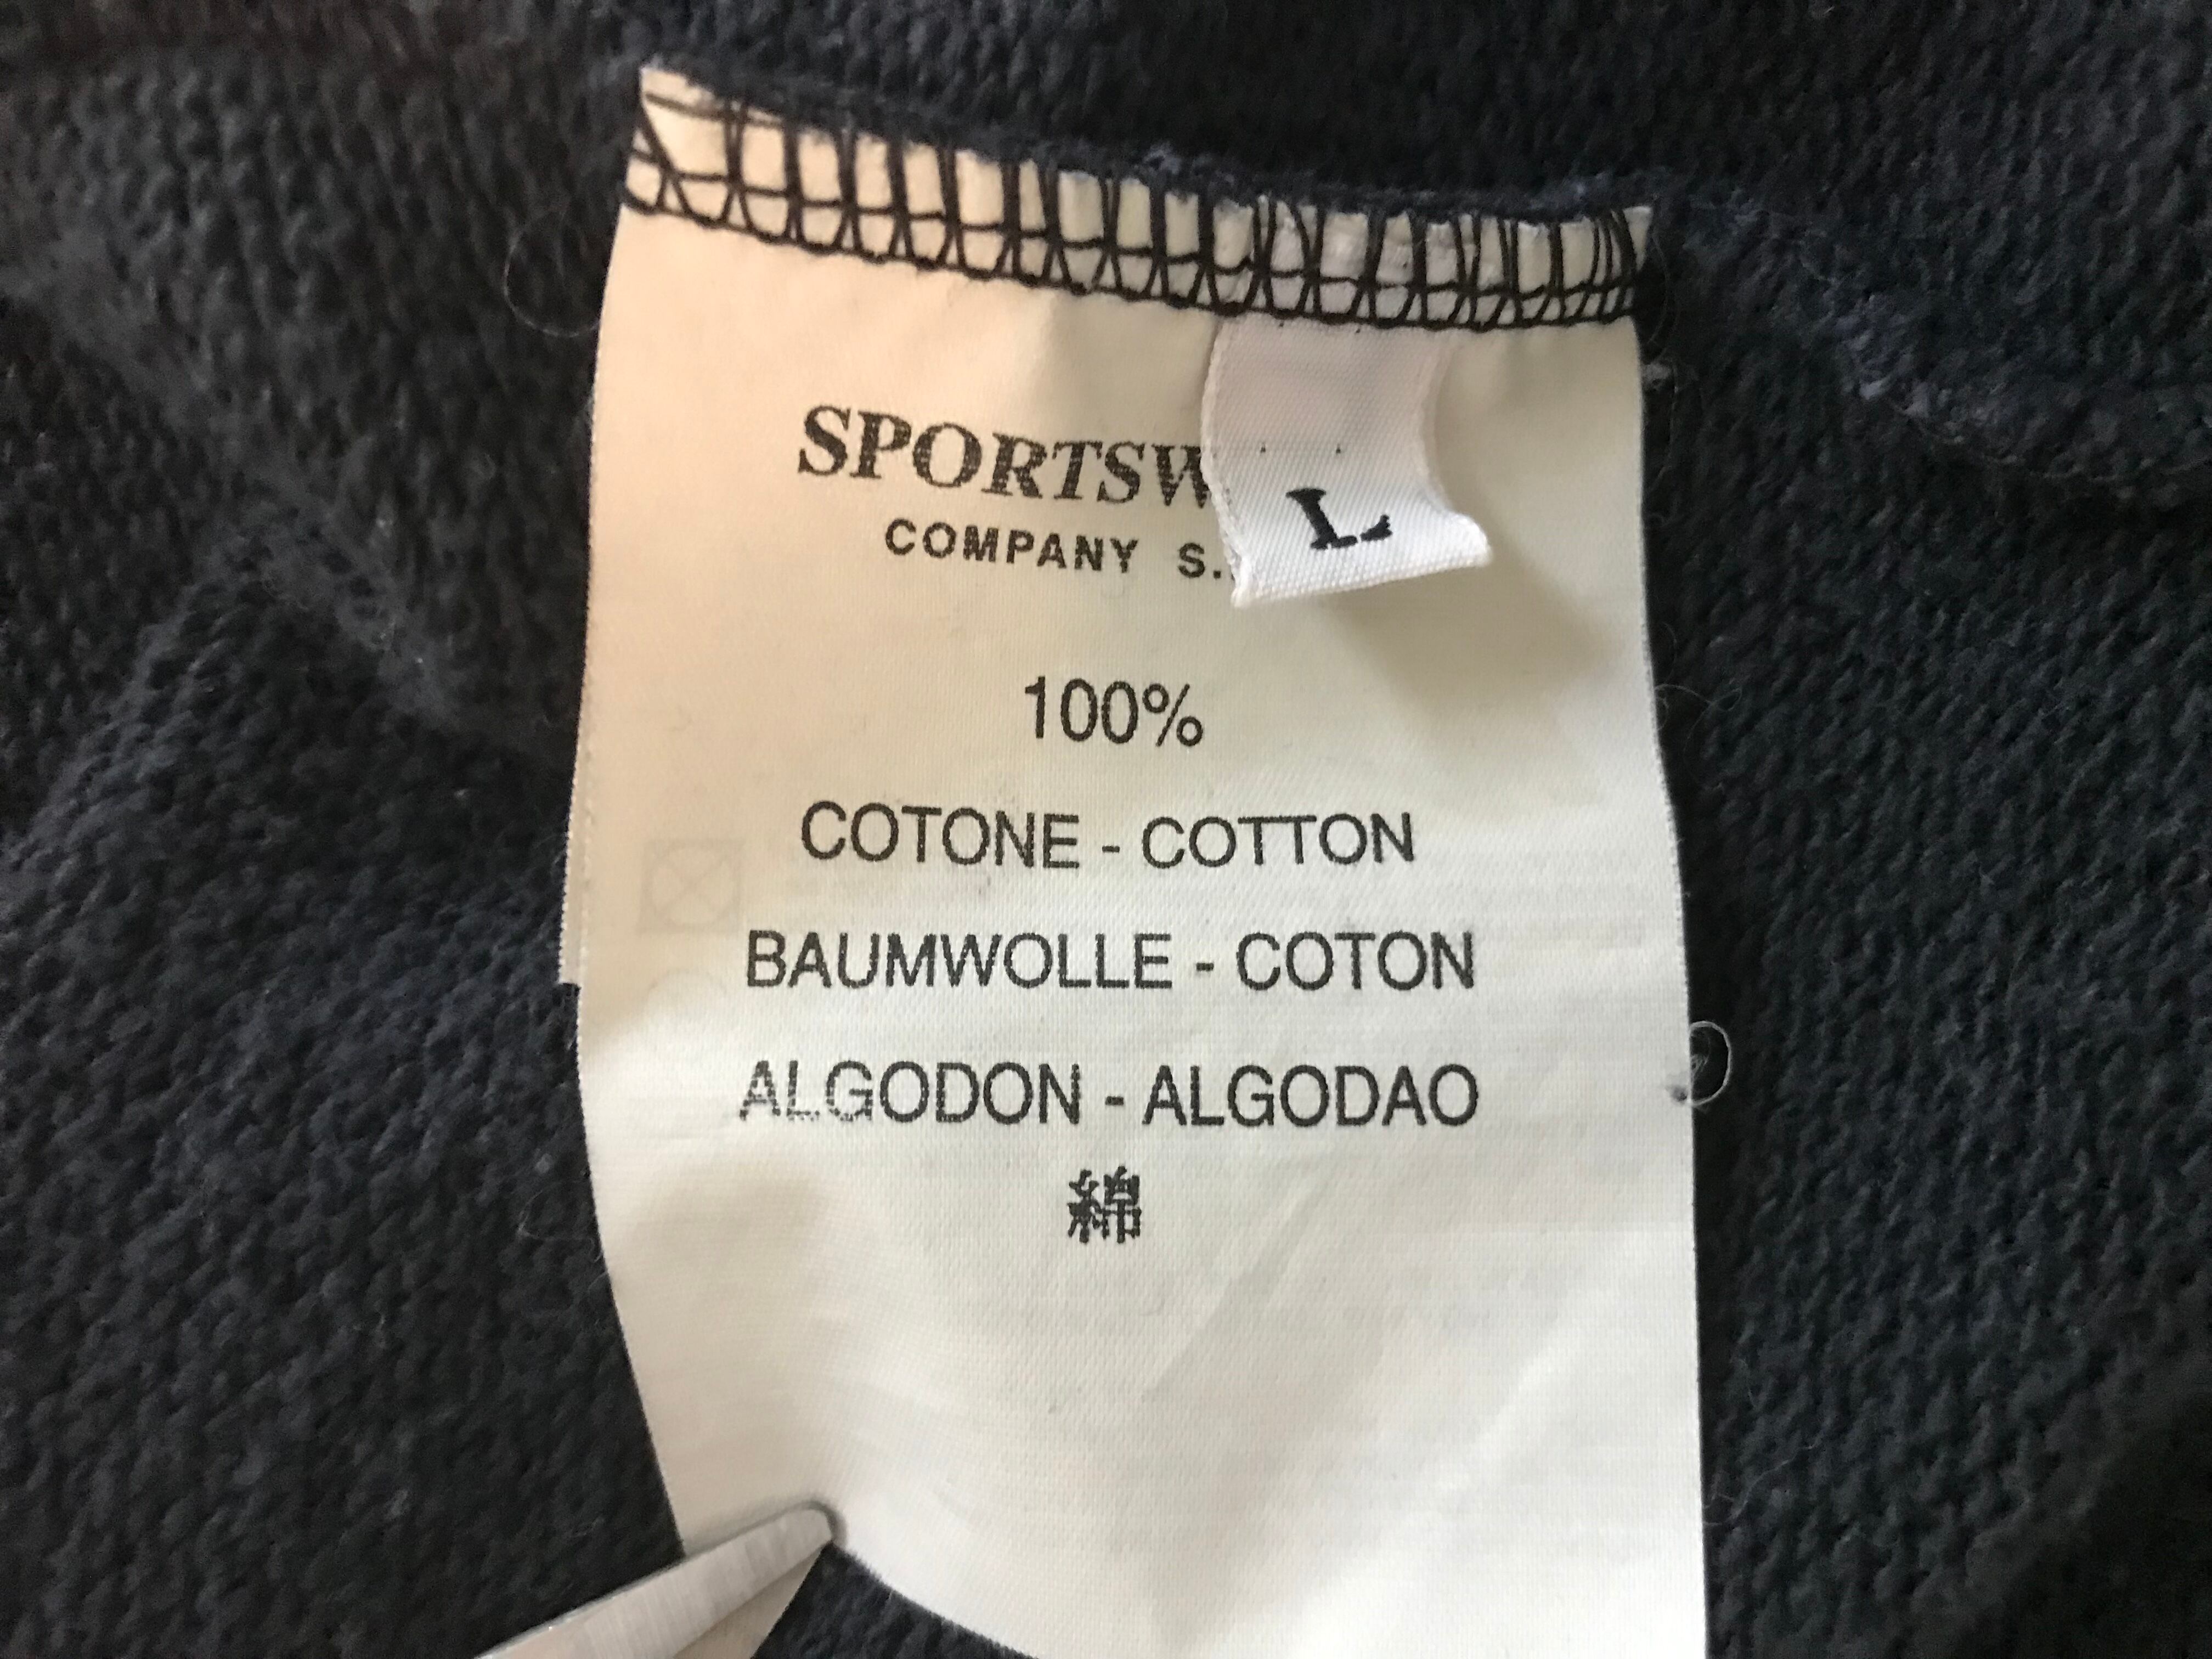 SPORTSW
COMPANY S.
L
100%
COTONE - COTTON
BAUMWOLLE - COTON
ALGODON - ALGODAO
綿